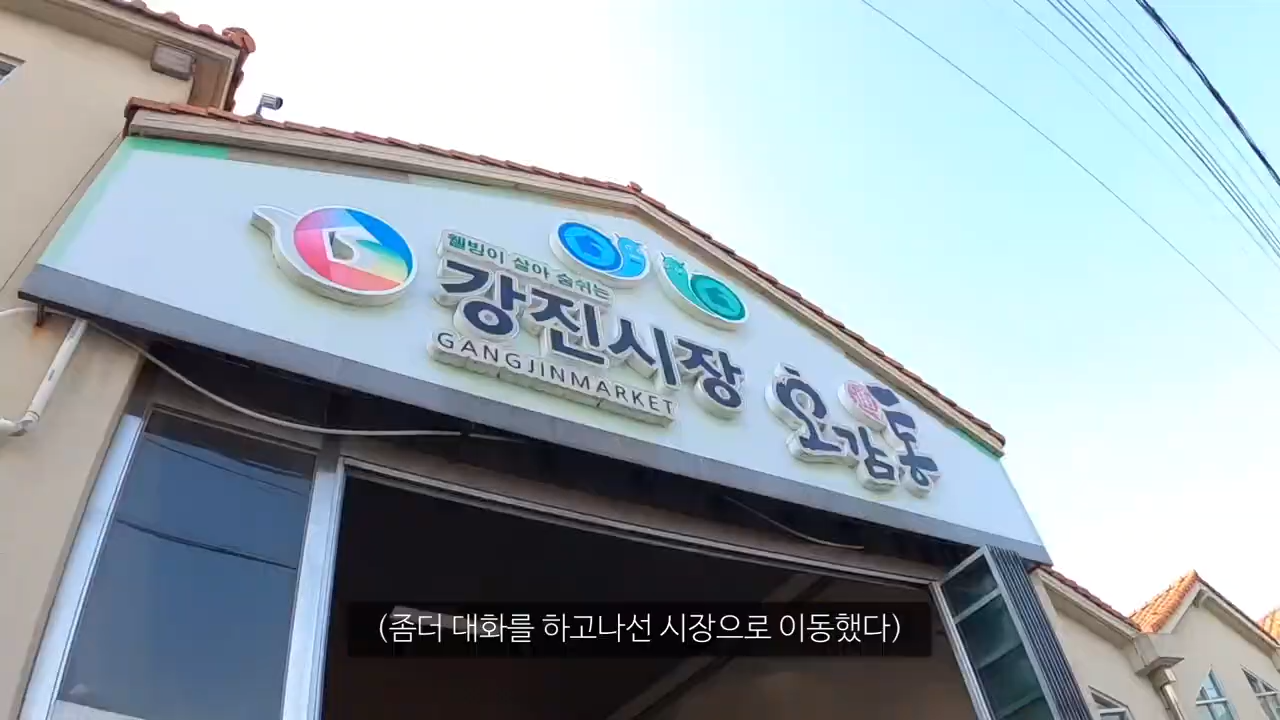 웰빙이 살아 숨쉬는
강진시장
GANGJINMARKET
오감통
(좀더 대화를 하고나선 시장으로 이동했다)